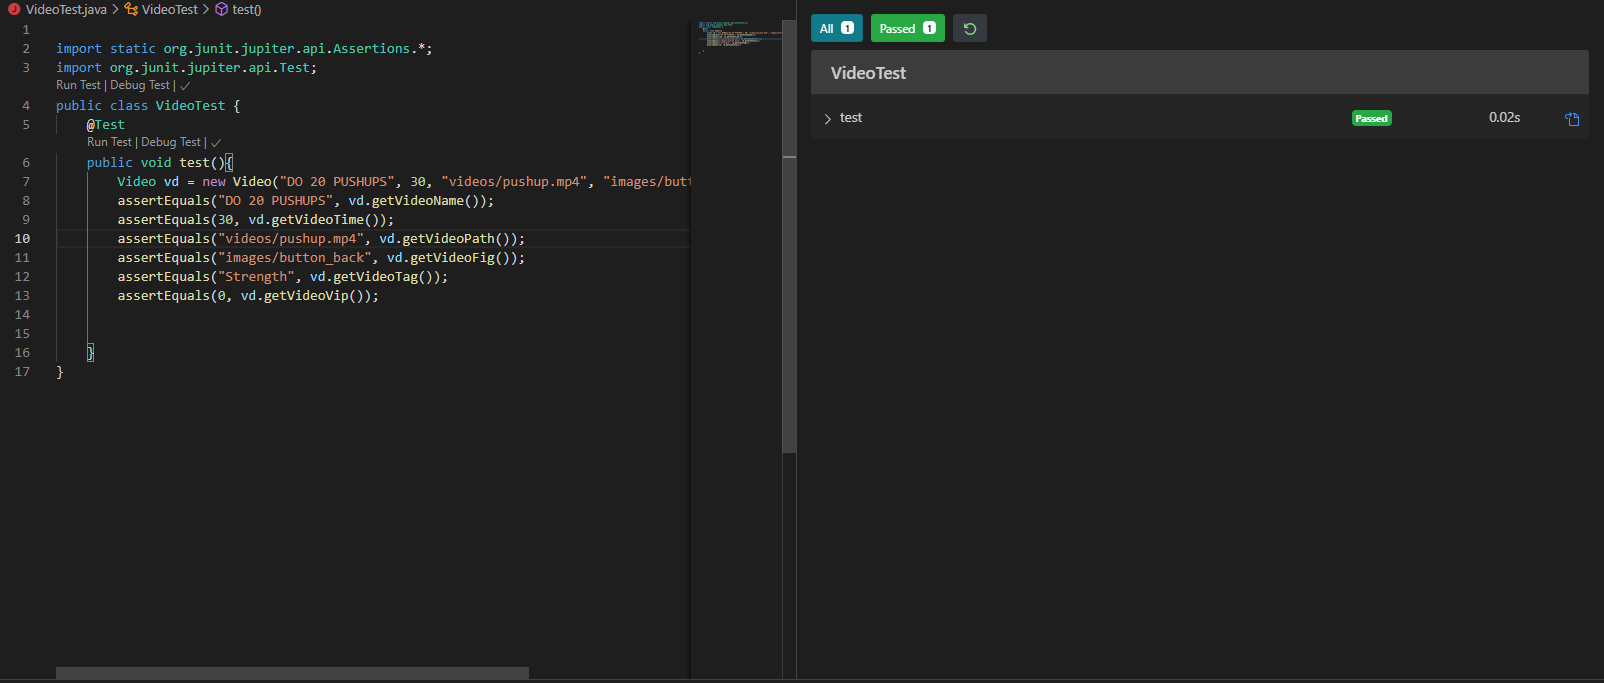 VideoTest.java > VideoTest > test()
1
2 import static org.junit.jupiter.api.Assertions.*;
3 import org.junit.jupiter.api.Test;
Run Test | Debug Test | ✓
4 public class VideoTest {
5 @Test
Run Test | Debug Test | ✓
6 public void test(){
7 Video vd = new Video("DO 20 PUSHUPS", 30, "videos/pushup.mp4", "images/butt
8 assertEquals("DO 20 PUSHUPS", vd.getVideoName());
9 assertEquals(30, vd.getVideoTime());
10 assertEquals("videos/pushup.mp4", vd.getVideoPath());
11 assertEquals("images/button_back", vd.getVideoFig());
12 assertEquals("Strength", vd.getVideoTag());
13 assertEquals(0, vd.getVideoVip());
14
15
16 }
17 }
All 1 Passed 1
VideoTest
test Passed 0.02s